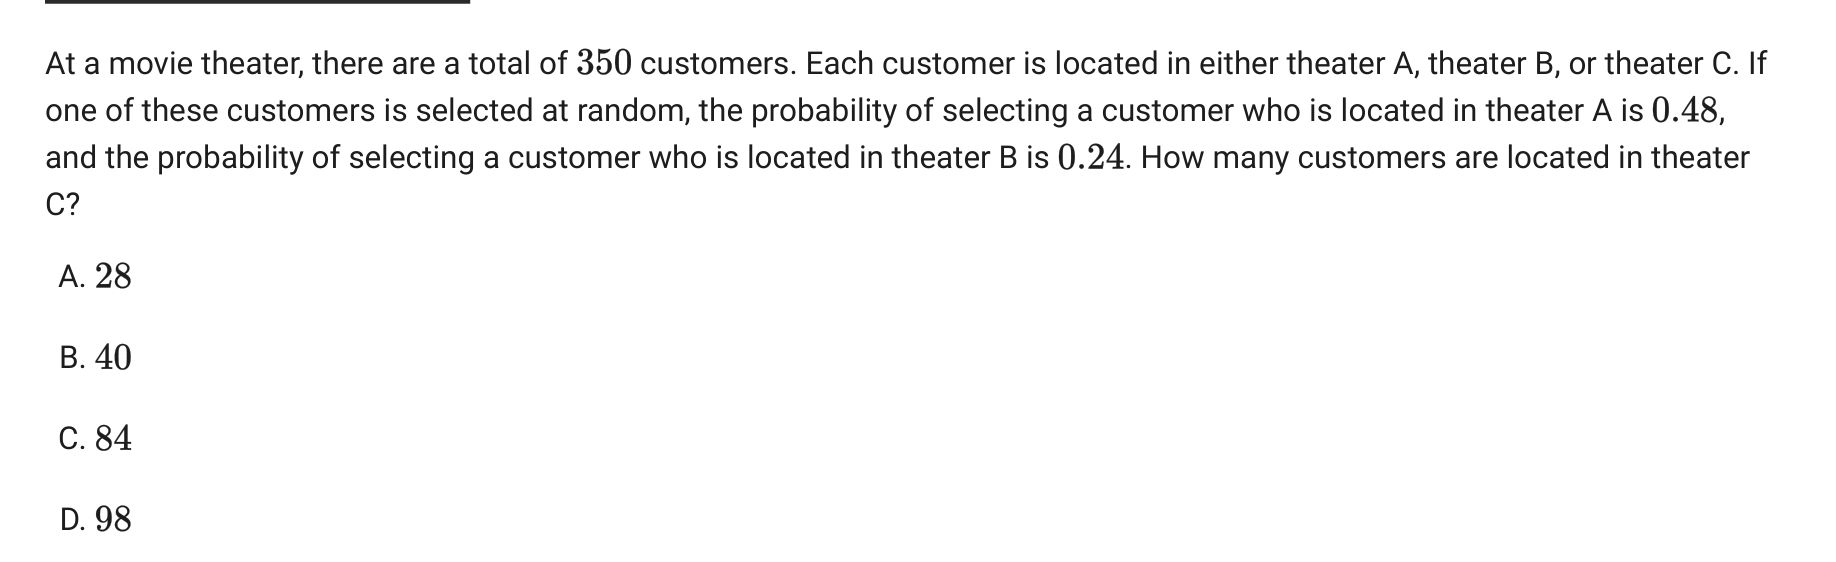 At a movie theater, there are a total of 350 customers. Each customer is located in either theater A, theater B, or theater C. If
one of these customers is selected at random, the probability of selecting a customer who is located in theater A is 0.48,
and the probability of selecting a customer who is located in theater B is 0.24. How many customers are located in theater
C?
A. 28
B. 40
C. 84
D. 98